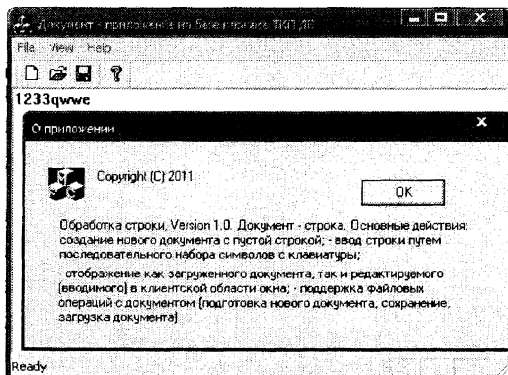 Документ - приложение на базе каркаса
File View Help
1233qwwe
О приложении
Copyright (C) 2011
OK
Обработка строки, Version 1.0. Документ - строка. Основные действия:
создание нового документа с пустой строкой; - ввод строки путем
последовательного набора символов с клавиатуры;
отображение как загруженного документа, так и редактируемого
(вводимого) в клиентской области окна; - поддержка файловых
операций с документом (подготовка нового документа, сохранение,
загрузка документа)
Ready